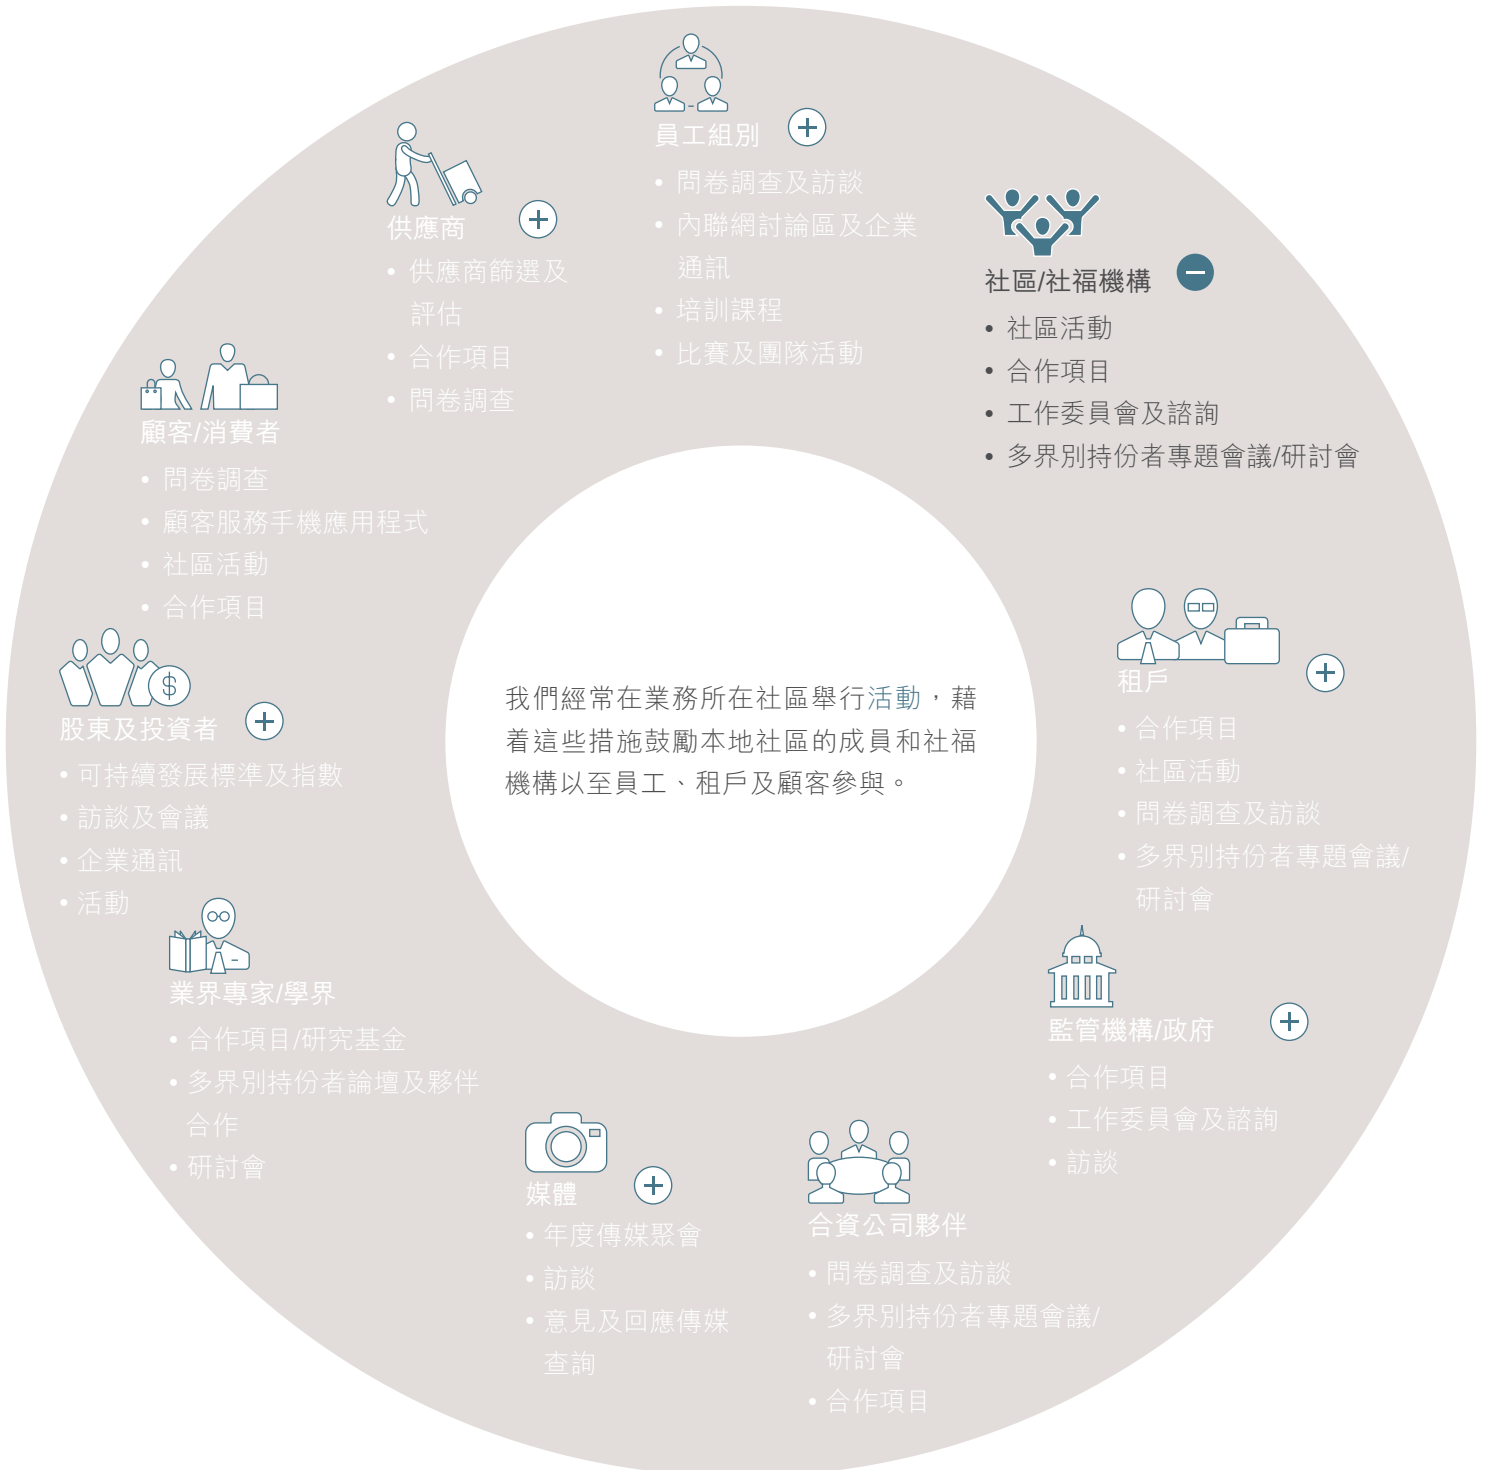 員工組別
• 問卷調查及訪談
• 內聯網討論區及企業
通訊
• 培訓課程
• 比賽及團隊活動
社區/社福機構
• 社區活動
• 合作項目
• 工作委員會及諮詢
• 多界別持份者專題會議/研討會
租戶
• 合作項目
• 社區活動
• 問卷調查及訪談
• 多界別持份者專題會議/
研討會
監管機構/政府
• 合作項目
• 工作委員會及諮詢
• 訪談
合資公司夥伴
• 問卷調查及訪談
• 多界別持份者專題會議/
研討會
• 合作項目
媒體
• 年度傳媒聚會
• 訪談
• 意見及回應傳媒
查詢
業界專家/學界
• 合作項目/研究基金
• 多界別持份者論壇及夥伴
合作
• 研討會
股東及投資者
• 可持續發展標準及指數
• 訪談及會議
• 企業通訊
• 活動
顧客/消費者
• 問卷調查
• 顧客服務手機應用程式
• 社區活動
• 合作項目
供應商
• 供應商篩選及
評估
• 合作項目
• 問卷調查
我們經常在業務所在社區舉行活動，藉
着這些措施鼓勵本地社區的成員和社福
機構以至員工、租戶及顧客參與。
$